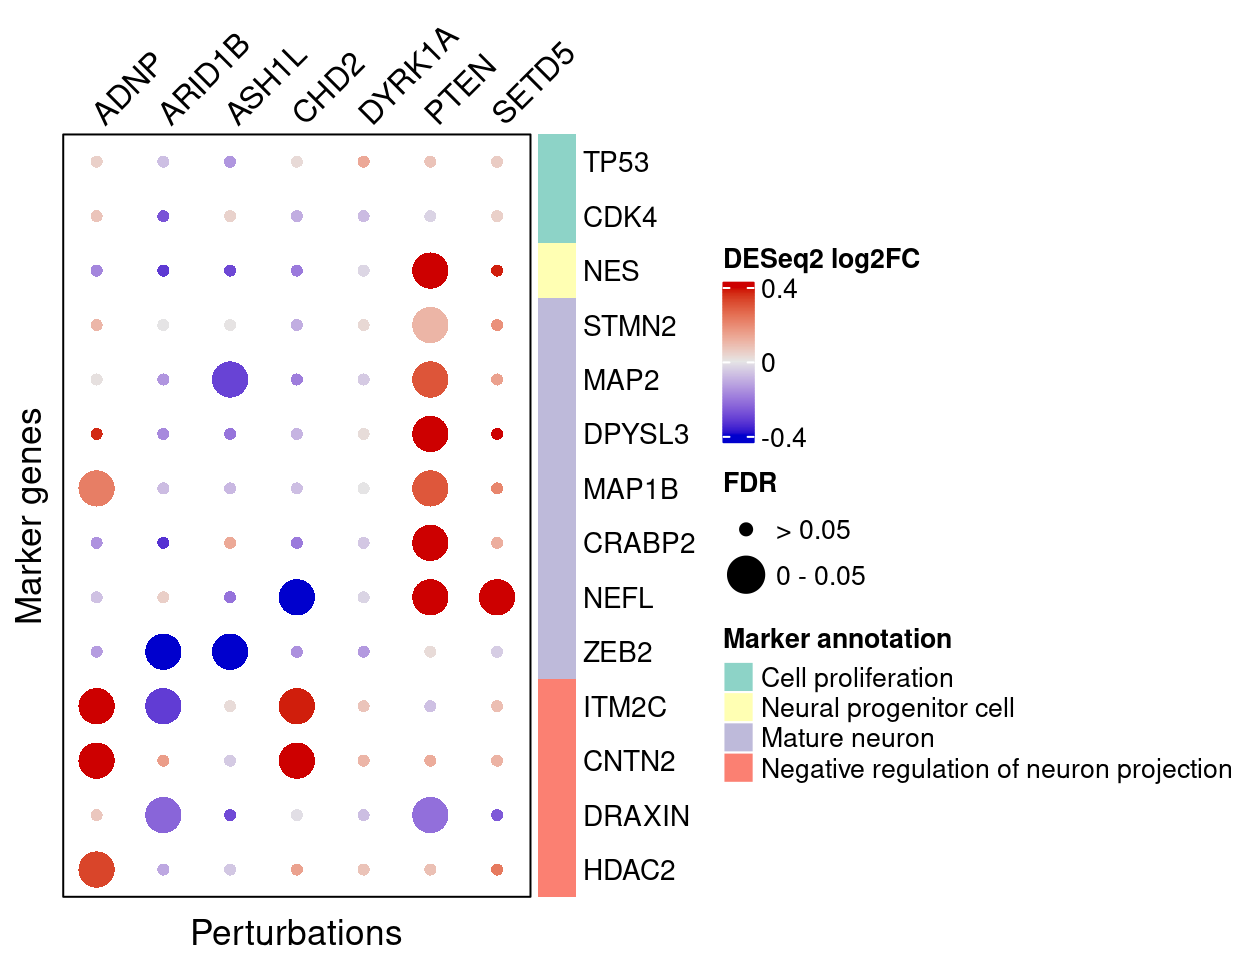 ADNP
ARID1B
ASH1L
CHD2
DYRK1A
PTEN
SETD5
TP53
CDK4
NES
STMN2
MAP2
DPYSL3
MAP1B
CRABP2
NEFL
ZEB2
ITM2C
CNTN2
DRAXIN
HDAC2
Marker genes
Perturbations
DESeq2 log2FC
0.4
0
-0.4
FDR
> 0.05
0 - 0.05
Marker annotation
Cell proliferation
Neural progenitor cell
Mature neuron
Negative regulation of neuron projection